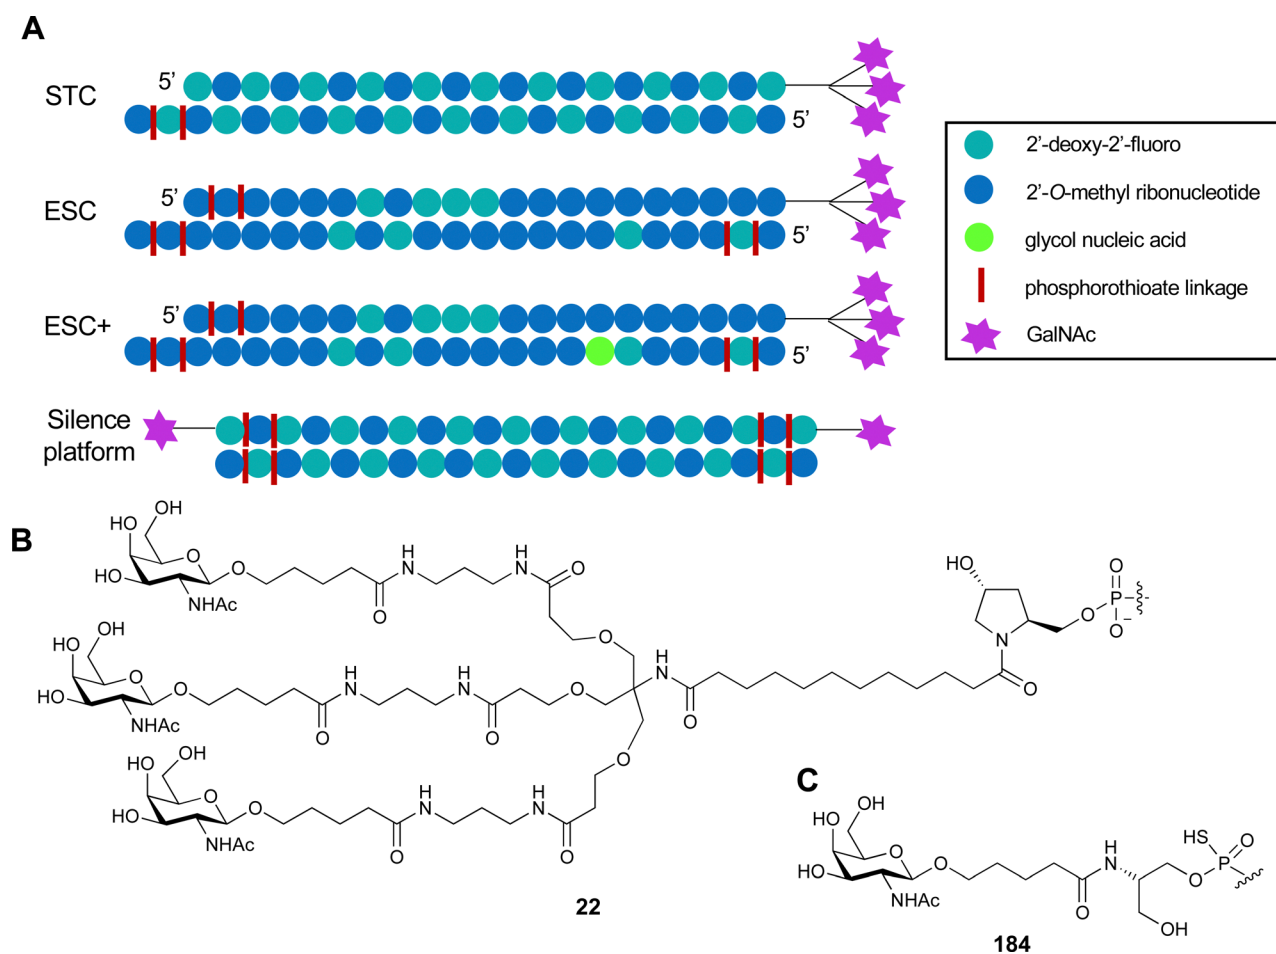 A
STC
5’
5’
ESC
5’
5’
ESC+
5’
5’
Silence
platform
2’-deoxy-2’-fluoro
2’-O-methyl ribonucleotide
glycol nucleic acid
phosphorothioate linkage
GalNAc
B
OH
HO
O
HO
O
NHAc
O
H
N
H
N
O
O
OH
HO
O
HO
O
NHAc
O
H
N
H
N
O
O
H
N
O
O
N
HO
O
O
P
O
–
OH
HO
O
HO
O
NHAc
O
H
N
H
N
O
O
22
C
OH
HO
O
HO
O
NHAc
O
H
N
OH
O
HS
P
O
184